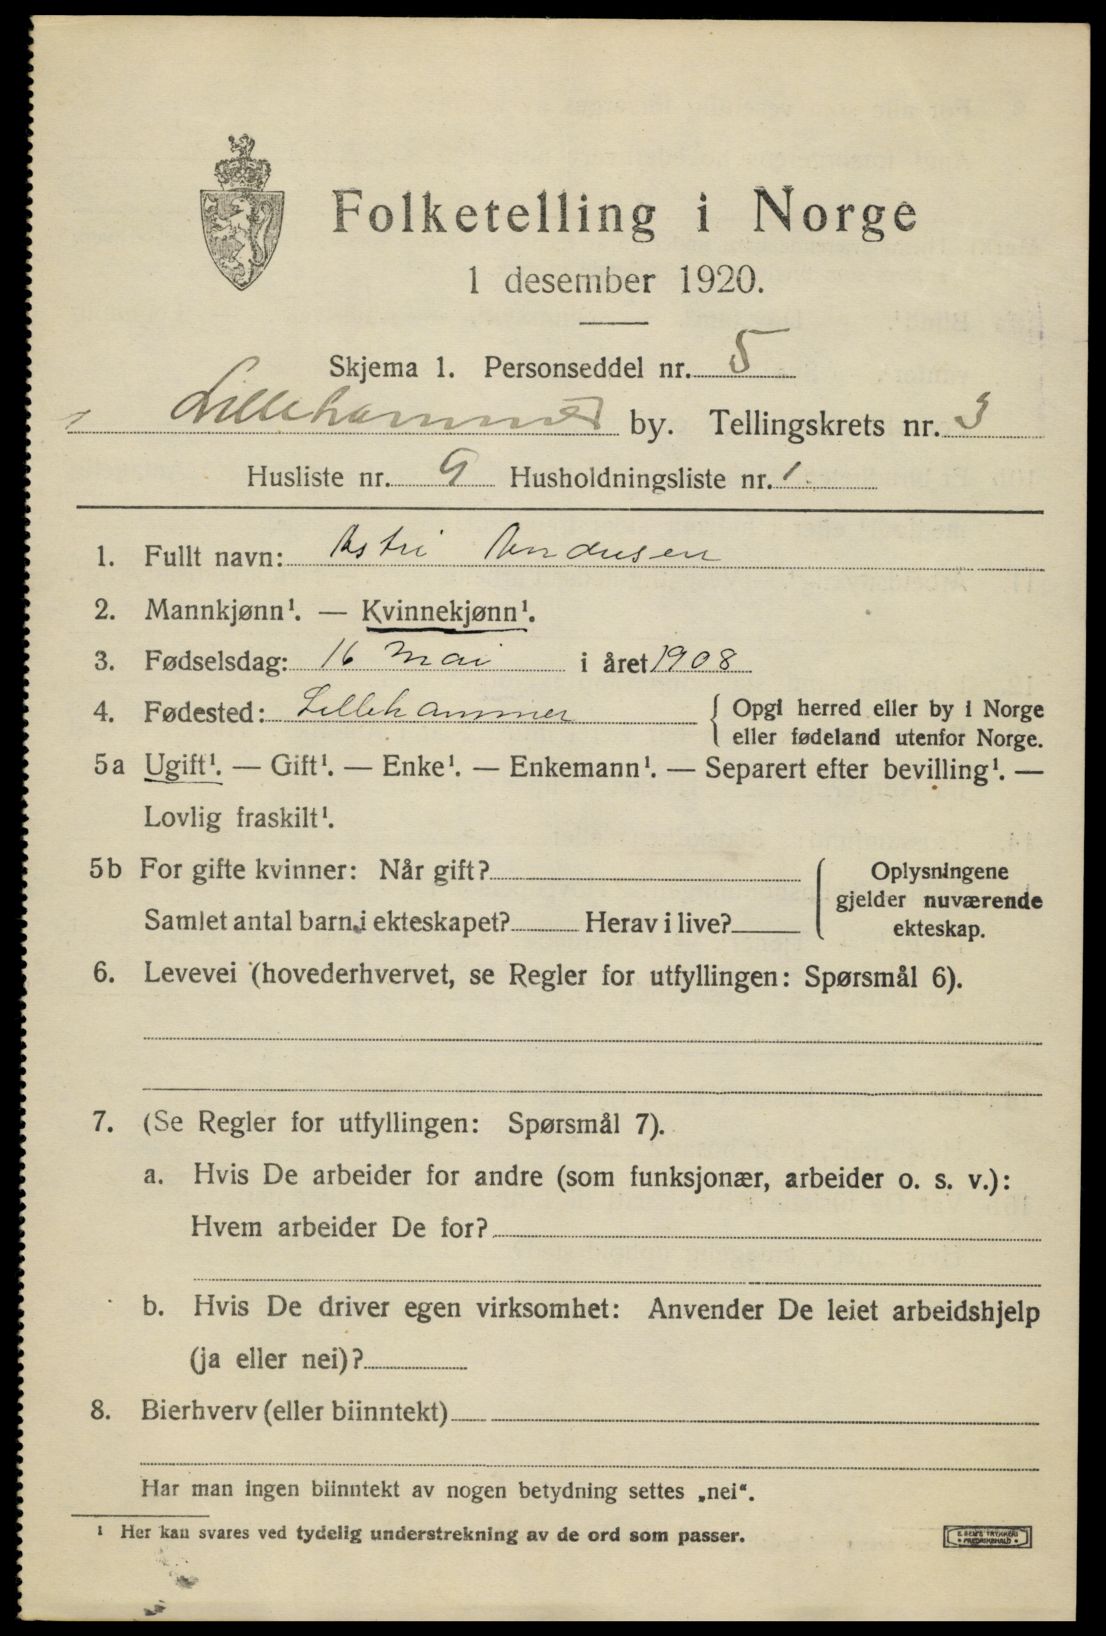 Folketelling i Norge
1 desember 1920.
Skjema 1. Personseddel nr. 5
Lillehammer by. Tellingskrets nr. 3
Husliste nr. 9 Husholdningsliste nr. 1
1. Fullt navn: Astri Andresen
2. Mannkjønn¹. — Kvinnekjønn¹.
3. Fødselsdag: 16 mai i året 1908
4. Fødested: Lillehammer { Opgi herred eller by i Norge
eller fødeland utenfor Norge.
5a Ugift¹. — Gift¹. — Enke¹. — Enkemann¹. — Separert efter bevilling¹. —
Lovlig fraskilt¹.
5b For gifte kvinner: Når gift? { Oplysningene
gjelder nuværende
Samlet antal barn i ekteskapet? Herav i live? ekteskap.
6. Levevei (hovederhvervet, se Regler for utfyllingen: Spørsmål 6).
7. (Se Regler for utfyllingen: Spørsmål 7).
a. Hvis De arbeider for andre (som funksjonær, arbeider o. s. v.):
Hvem arbeider De for?
b. Hvis De driver egen virksomhet: Anvender De leiet arbeidshjelp
(ja eller nei)?
8. Bierhverv (eller biinntekt)
Har man ingen biinntekt av nogen betydning settes „nei".
¹ Her kan svares ved tydelig understrekning av de ord som passer.